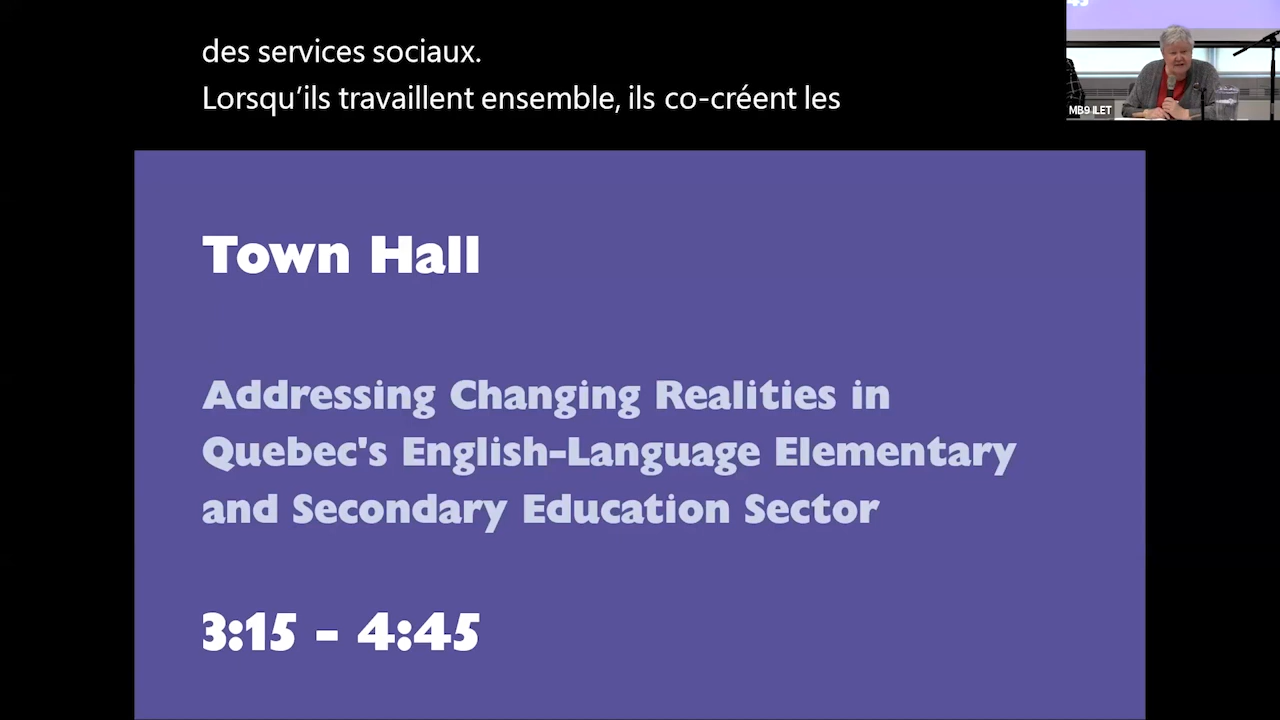 des services sociaux.
Lorsqu’ils travaillent ensemble, ils co-créent les
MB9 ILET
Town Hall
Addressing Changing Realities in
Quebec's English-Language Elementary
and Secondary Education Sector
3:15 - 4:45